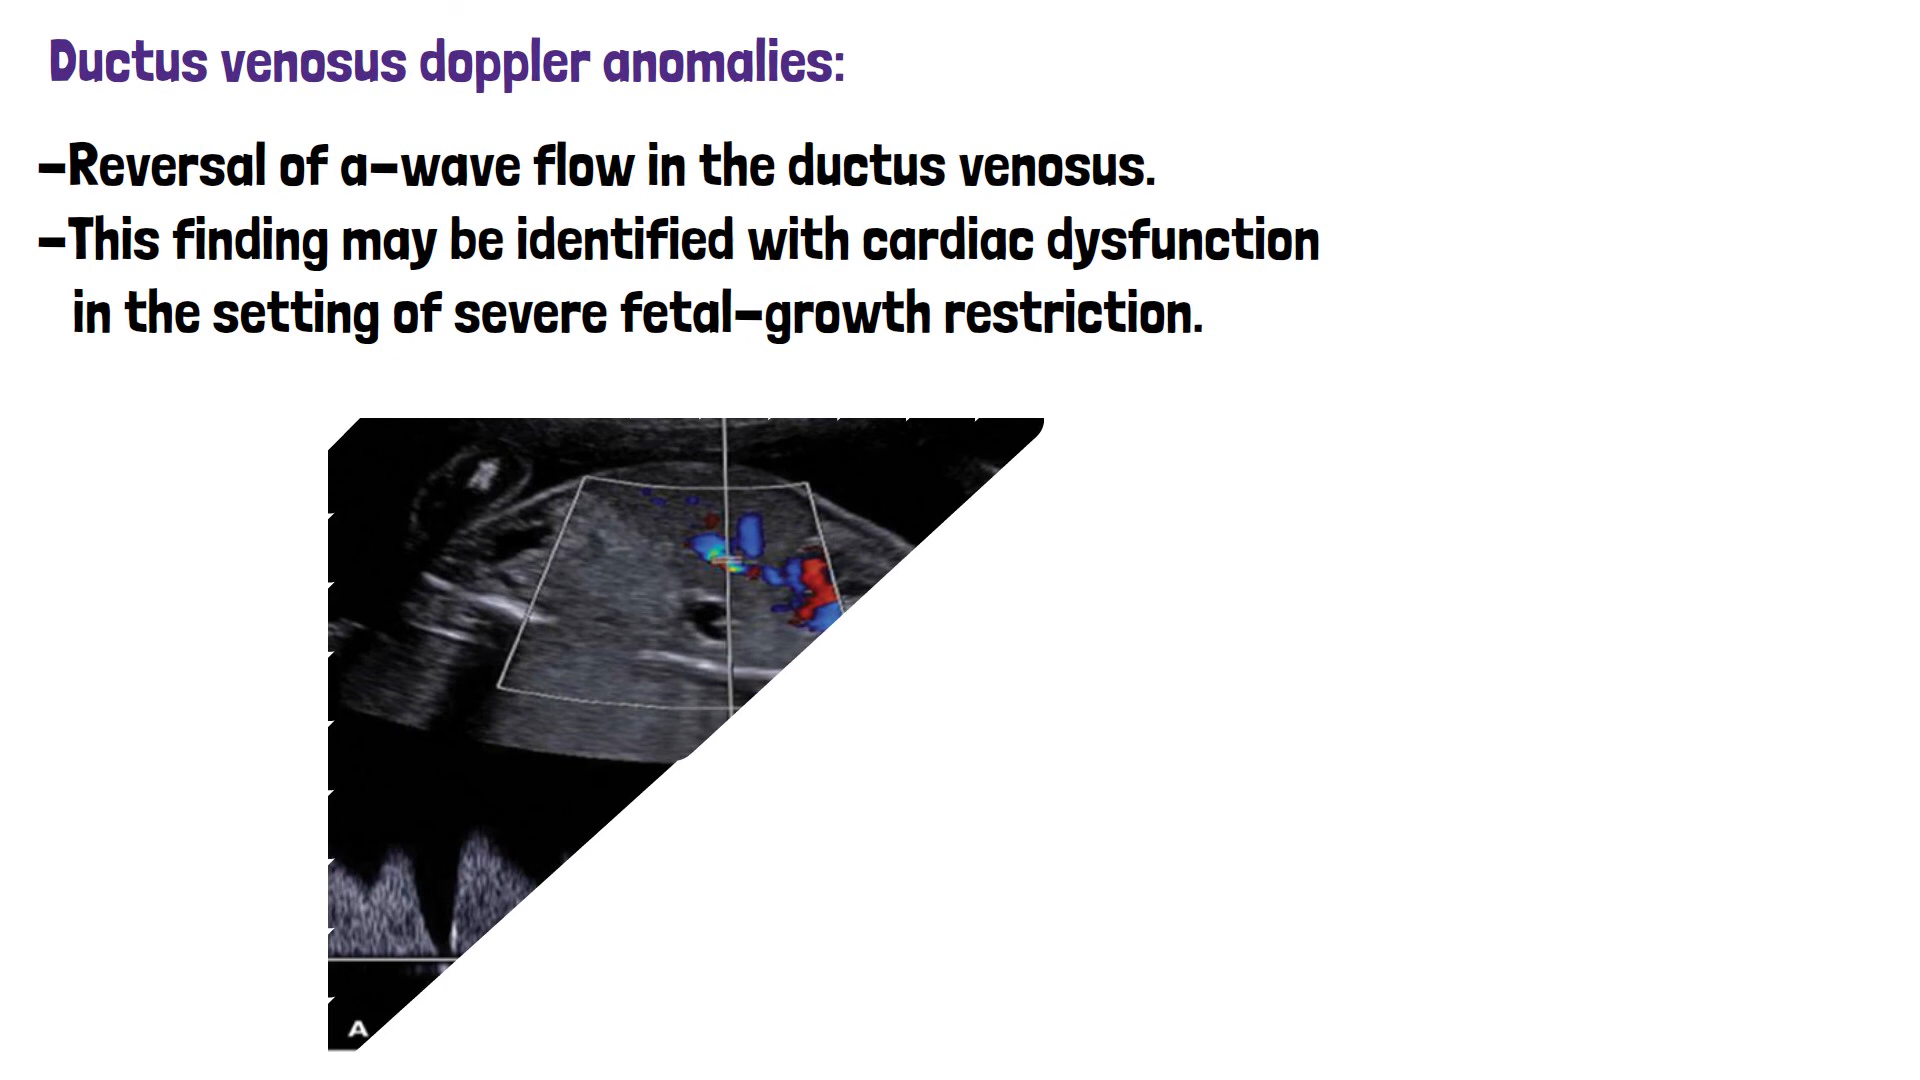 Ductus venosus doppler anomalies:
-Reversal of a-wave flow in the ductus venosus.
-This finding may be identified with cardiac dysfunction
in the setting of severe fetal-growth restriction.
A